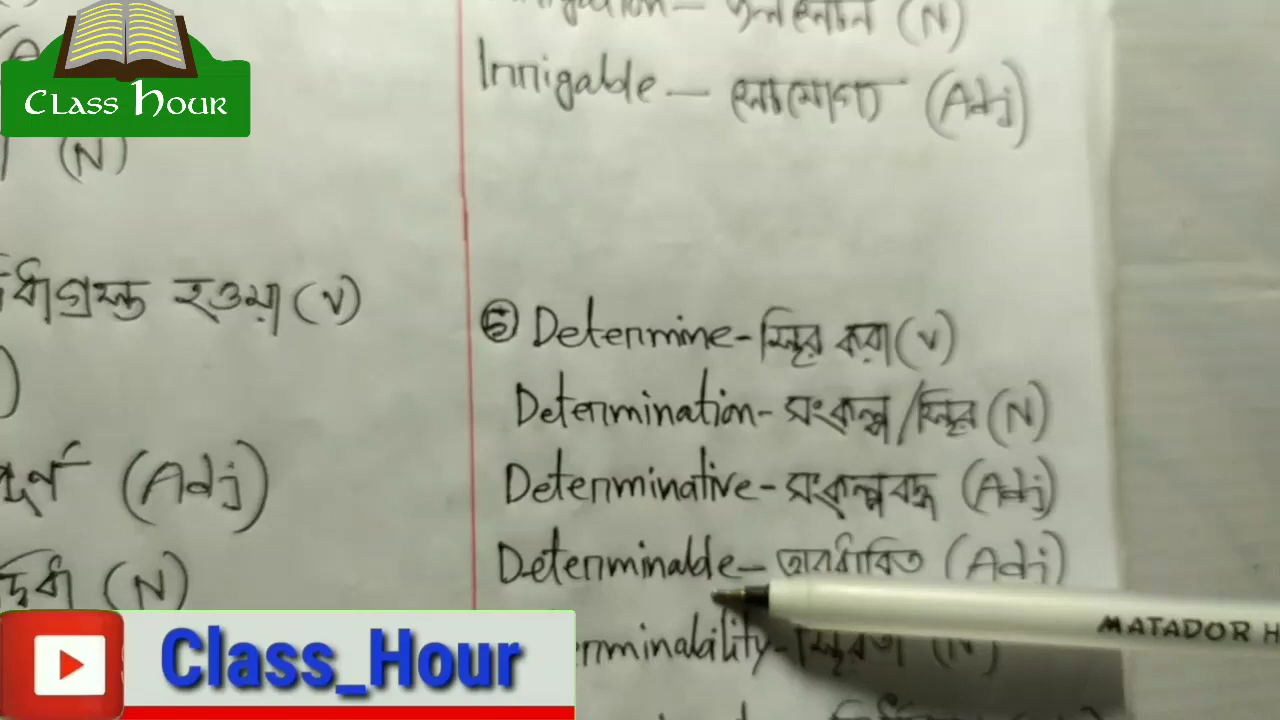 CLASS HOUR
(N)
হওয়া (V)
(Adj)
দ্বিধা (N)
(N)
Irrigable - সেচযোগ্য (Adj)
⑤ Determine - স্থির করা (V)
Determination - সংকল্প / স্থির (N)
Determinative - সংকল্পবদ্ধ (Adj)
Determinable - অবধারিত (Adj)
(N)
MATADOR H
Class_Hour